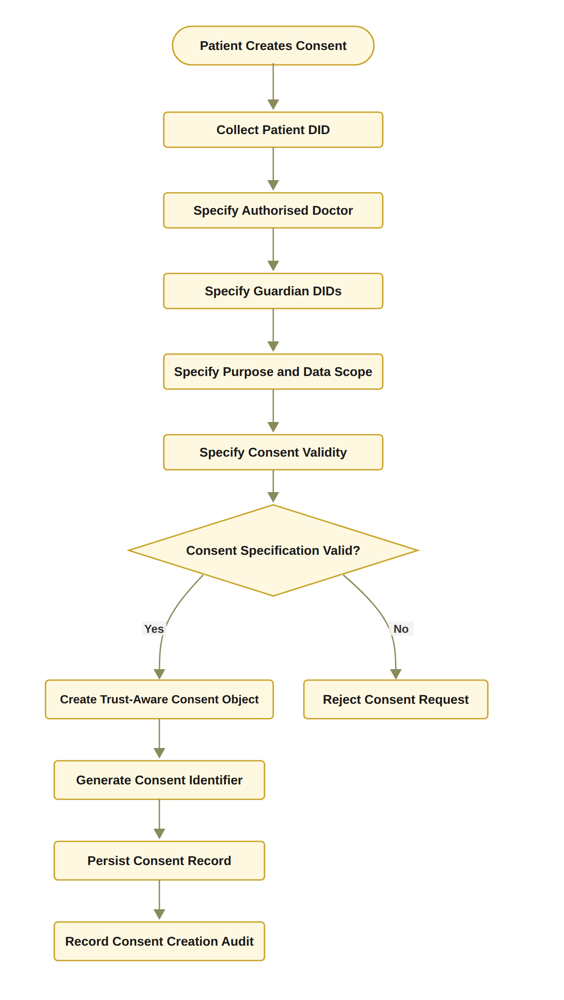 Patient Creates Consent
Collect Patient DID
Specify Authorised Doctor
Specify Guardian DIDs
Specify Purpose and Data Scope
Specify Consent Validity
Consent Specification Valid?
Yes
No
Create Trust-Aware Consent Object
Reject Consent Request
Generate Consent Identifier
Persist Consent Record
Record Consent Creation Audit